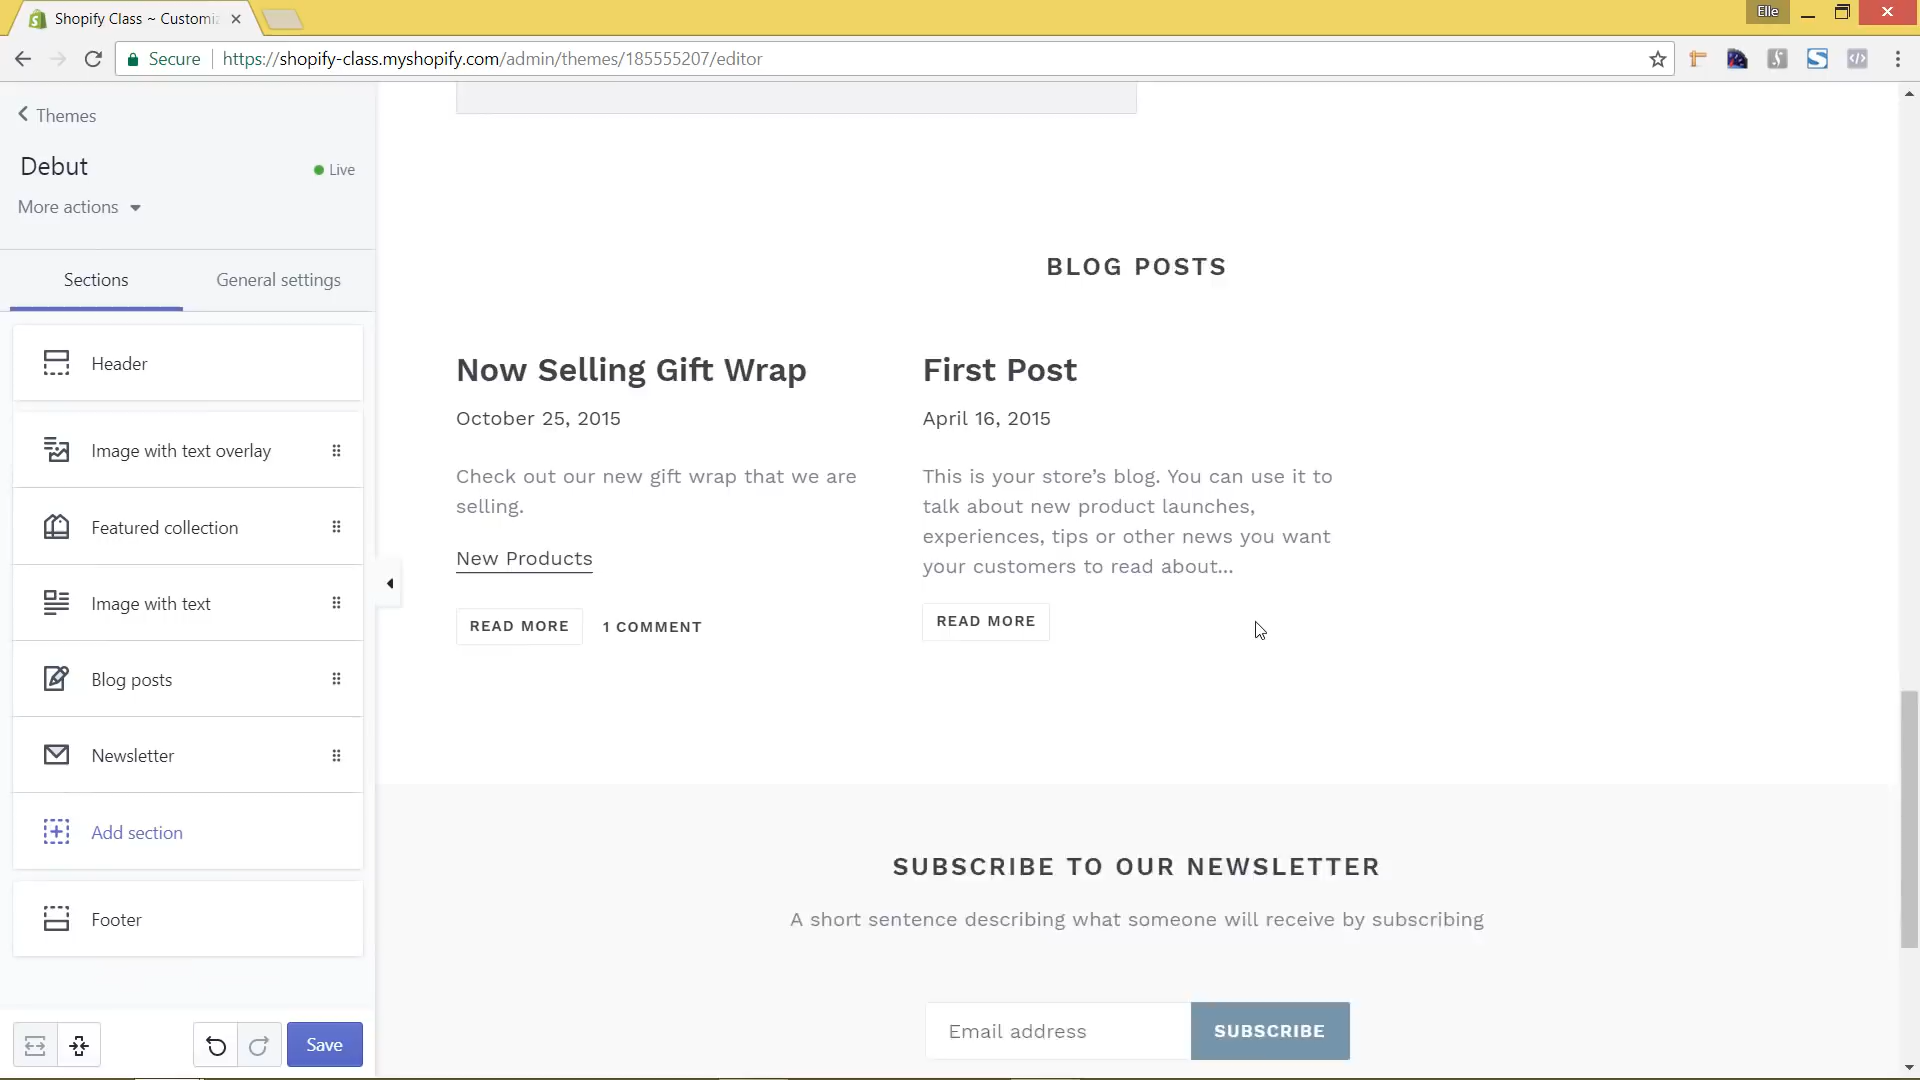 Shopify Class ~ Customi
Elle
Secure
https://shopify-class.myshopify.com/admin/themes/185555207/editor
Themes
Debut
Live
More actions
Sections
General settings
Header
Image with text overlay
Featured collection
Image with text
Blog posts
Newsletter
Add section
Footer
Save
BLOG POSTS
Now Selling Gift Wrap
October 25, 2015
Check out our new gift wrap that we are
selling.
New Products
READ MORE
1 COMMENT
First Post
April 16, 2015
This is your store’s blog. You can use it to
talk about new product launches,
experiences, tips or other news you want
your customers to read about...
READ MORE
SUBSCRIBE TO OUR NEWSLETTER
A short sentence describing what someone will receive by subscribing
Email address
SUBSCRIBE